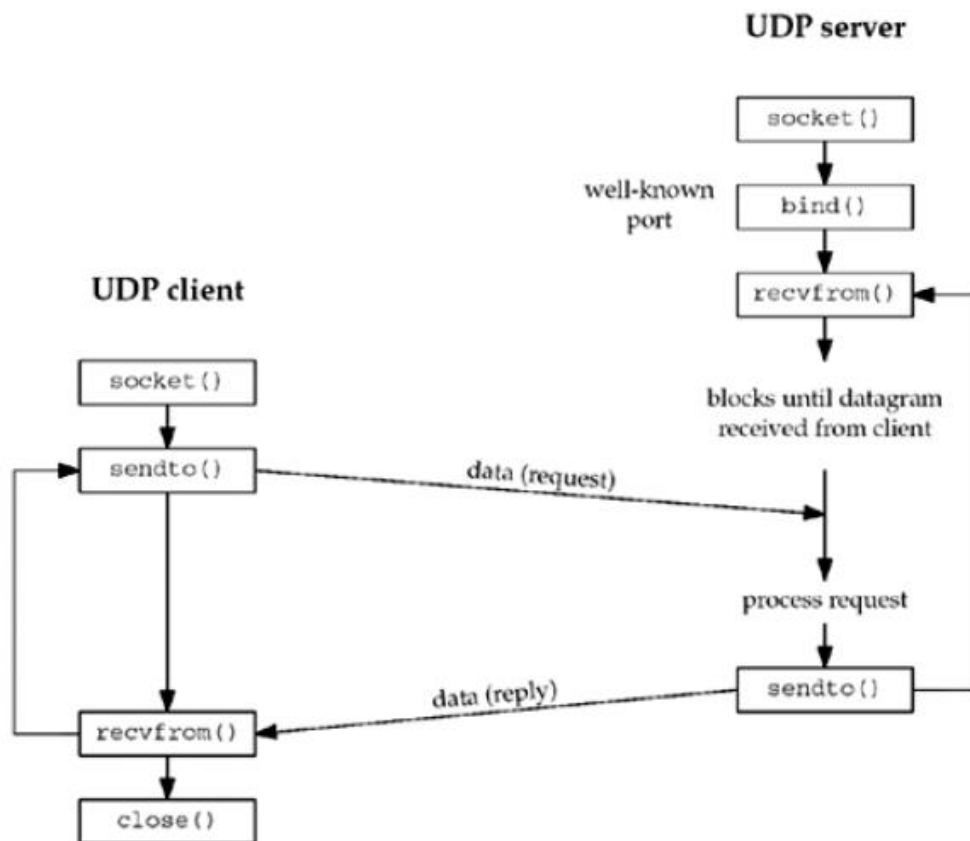 UDP server
socket()
well-known
port
bind()
recvfrom()
UDP client
socket()
blocks until datagram
received from client
sendto()
data (request)
process request
sendto()
data (reply)
recvfrom()
close()